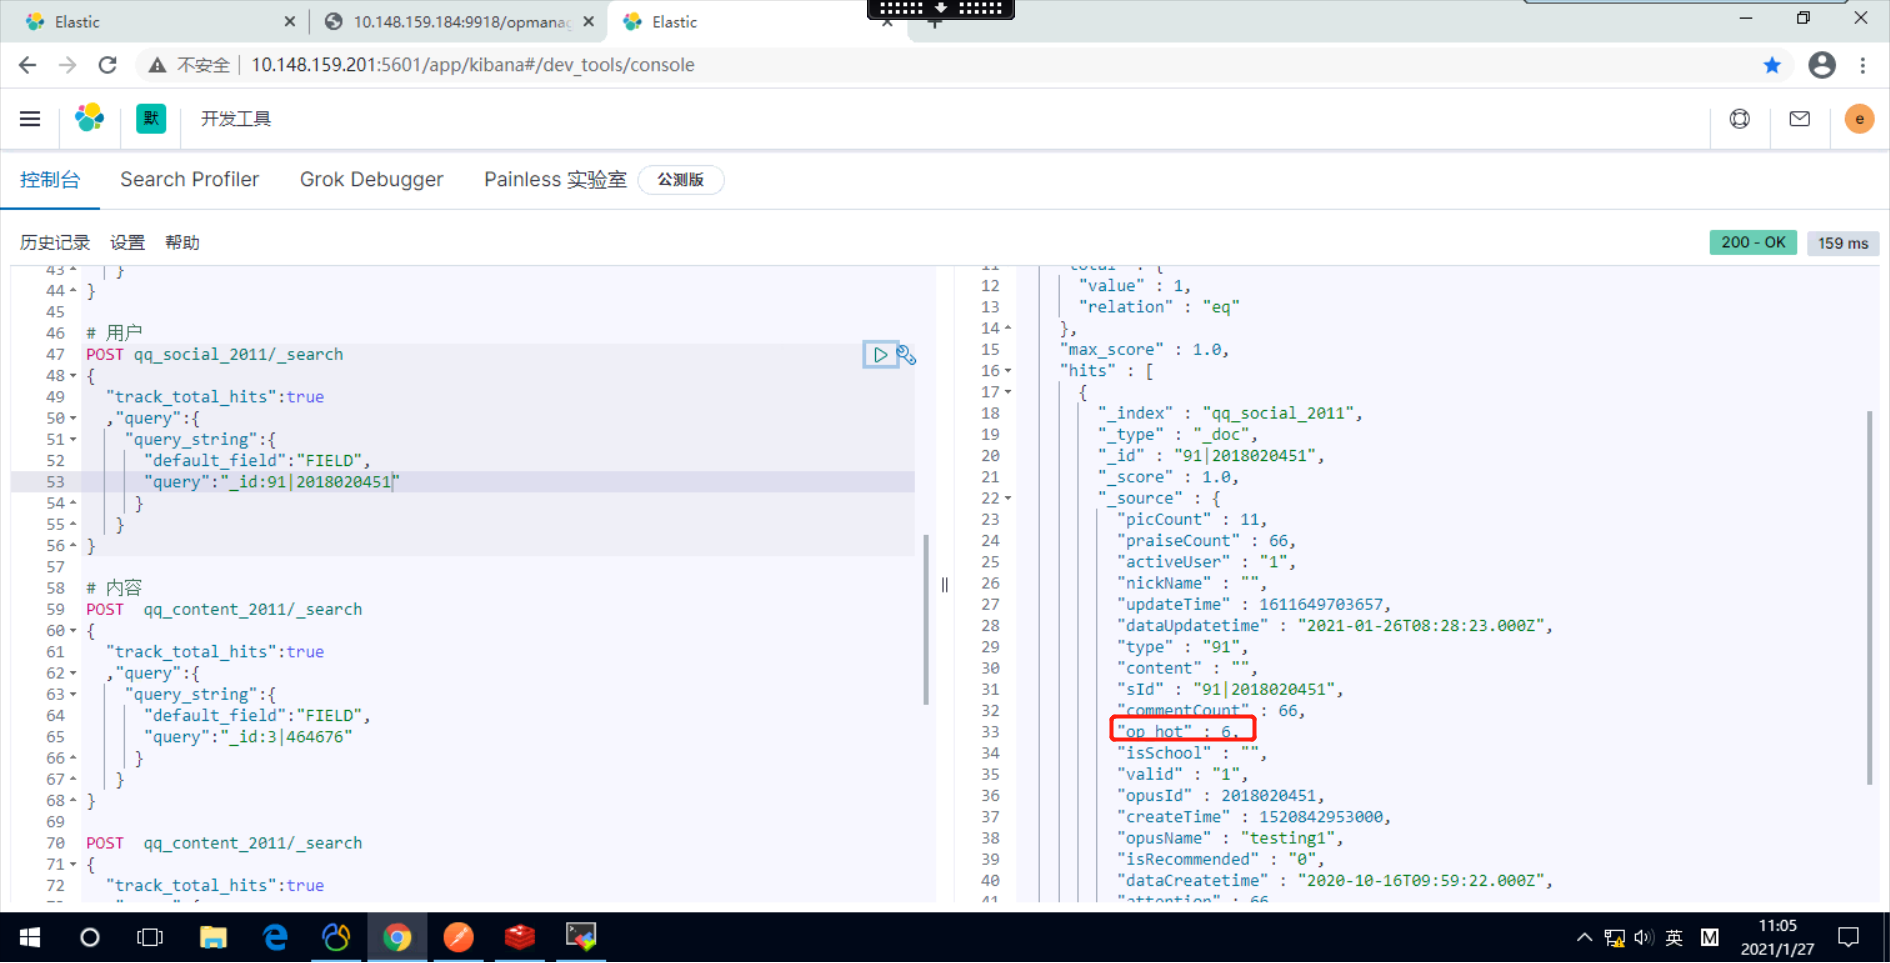 Elastic
10.148.159.184:9918/opmana
Elastic
不安全
10.148.159.201:5601/app/kibana#/dev_tools/console
默
开发工具
e
控制台
Search Profiler
Grok Debugger
Painless 实验室
公测版
历史记录
设置
帮助
200 - OK
159 ms
43 }
44 }
45
46 # 用户
47 POST qq_social_2011/_search
48 {
49 "track_total_hits":true
50 ,"query":{
51 "query_string":{
52 "default_field":"FIELD",
53 "query":"_id:91|2018020451"
54 }
55 }
56 }
57
58 # 内容
59 POST  qq_content_2011/_search
60 {
61 "track_total_hits":true
62 ,"query":{
63 "query_string":{
64 "default_field":"FIELD",
65 "query":"_id:3|464676"
66 }
67 }
68 }
69
70 POST  qq_content_2011/_search
71 {
72 "track_total_hits":true
11 "total" : {
12 "value" : 1,
13 "relation" : "eq"
14 },
15 "max_score" : 1.0,
16 "hits" : [
17 {
18 "_index" : "qq_social_2011",
19 "_type" : "_doc",
20 "_id" : "91|2018020451",
21 "_score" : 1.0,
22 "_source" : {
23 "picCount" : 11,
24 "praiseCount" : 66,
25 "activeUser" : "1",
26 "nickName" : "",
27 "updateTime" : 1611649703657,
28 "dataUpdatetime" : "2021-01-26T08:28:23.000Z",
29 "type" : "91",
30 "content" : "",
31 "sId" : "91|2018020451",
32 "commentCount" : 66,
33 "op_hot" : 6,
34 "isSchool" : "",
35 "valid" : "1",
36 "opusId" : 2018020451,
37 "createTime" : 1520842953000,
38 "opusName" : "testing1",
39 "isRecommended" : "0",
40 "dataCreatetime" : "2020-10-16T09:59:22.000Z",
41 "attention" : 66
英
M
11:05
2021/1/27